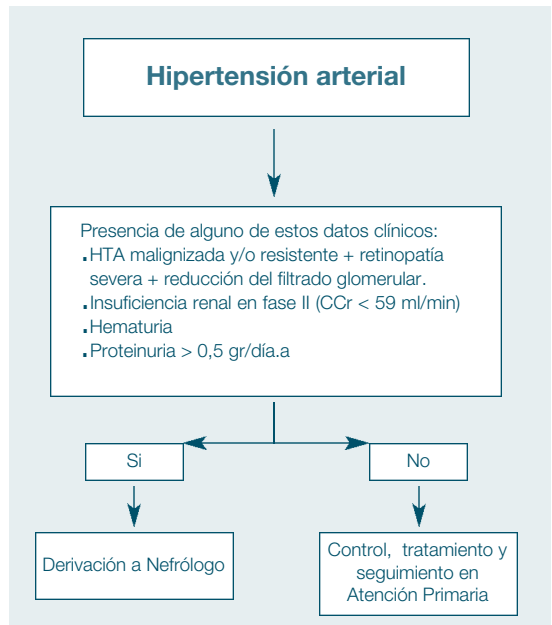 Hipertensión arterial
Presencia de alguno de estos datos clínicos:
.HTA malignizada y/o resistente + retinopatía
severa + reducción del filtrado glomerular.
.Insuficiencia renal en fase II (CCr < 59 ml/min)
.Hematuria
.Proteinuria > 0,5 gr/día.a
Si
No
Derivación a Nefrólogo
Control, tratamiento y
seguimiento en
Atención Primaria